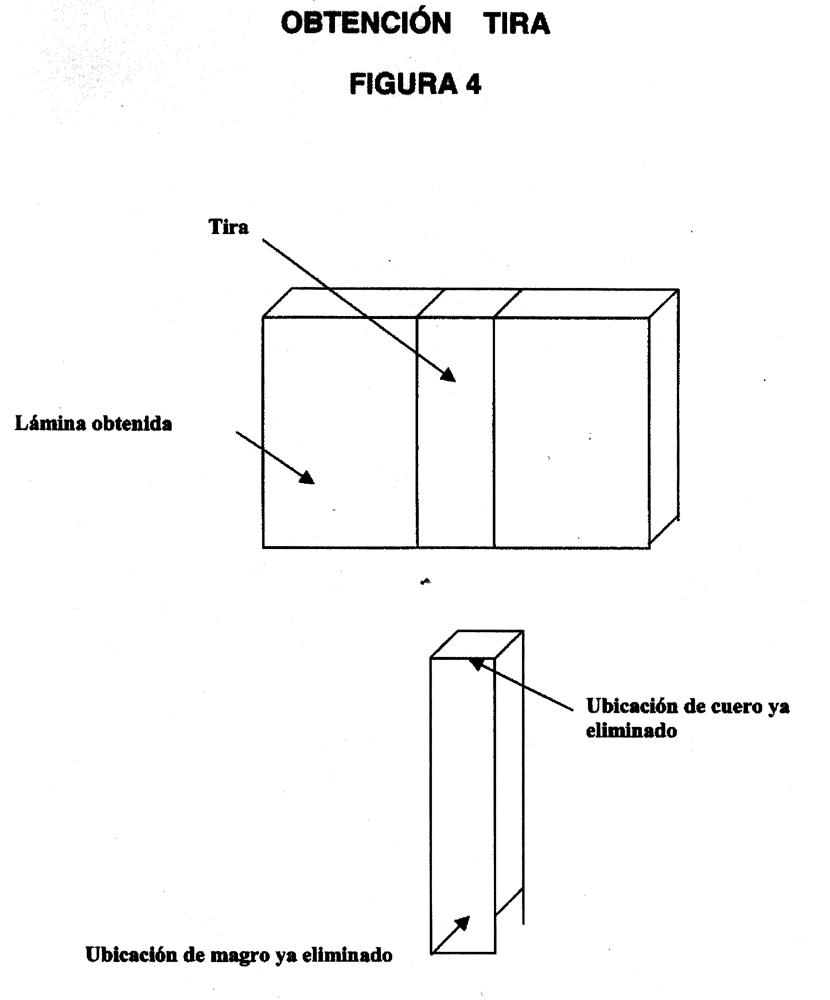 OBTENCIÓN TIRA
FIGURA 4
Tira
Lámina obtenida
Ubicación de cuero ya
eliminado
Ubicación de magro ya eliminado